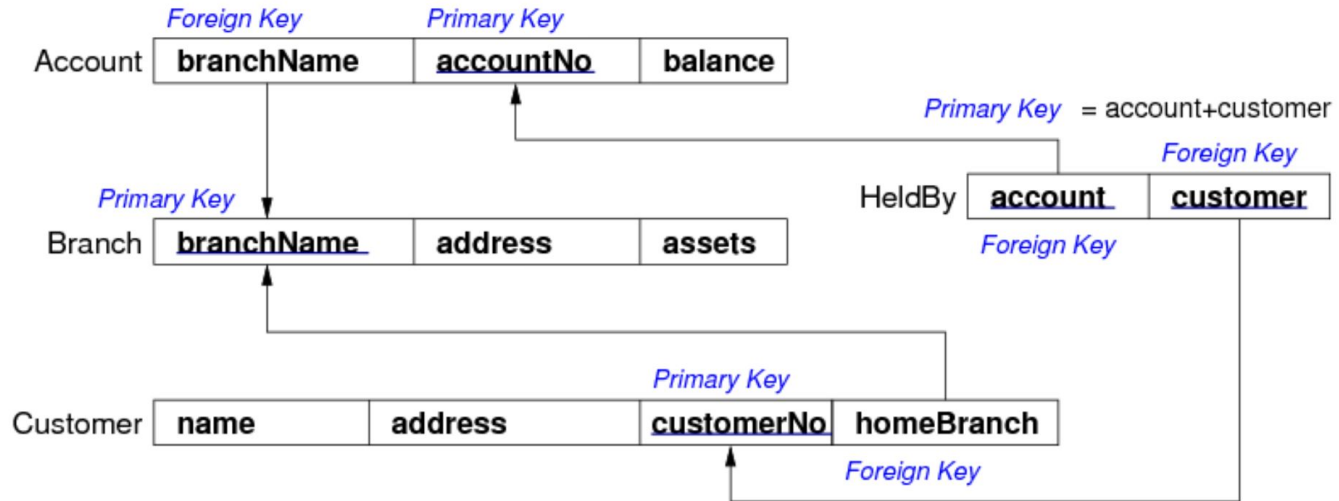 Foreign Key Primary Key
Account branchName accountNo balance
Primary Key = account+customer
Foreign Key
HeldBy account customer
Foreign Key
Primary Key
Branch branchName address assets
Primary Key
Customer name address customerNo homeBranch
Foreign Key